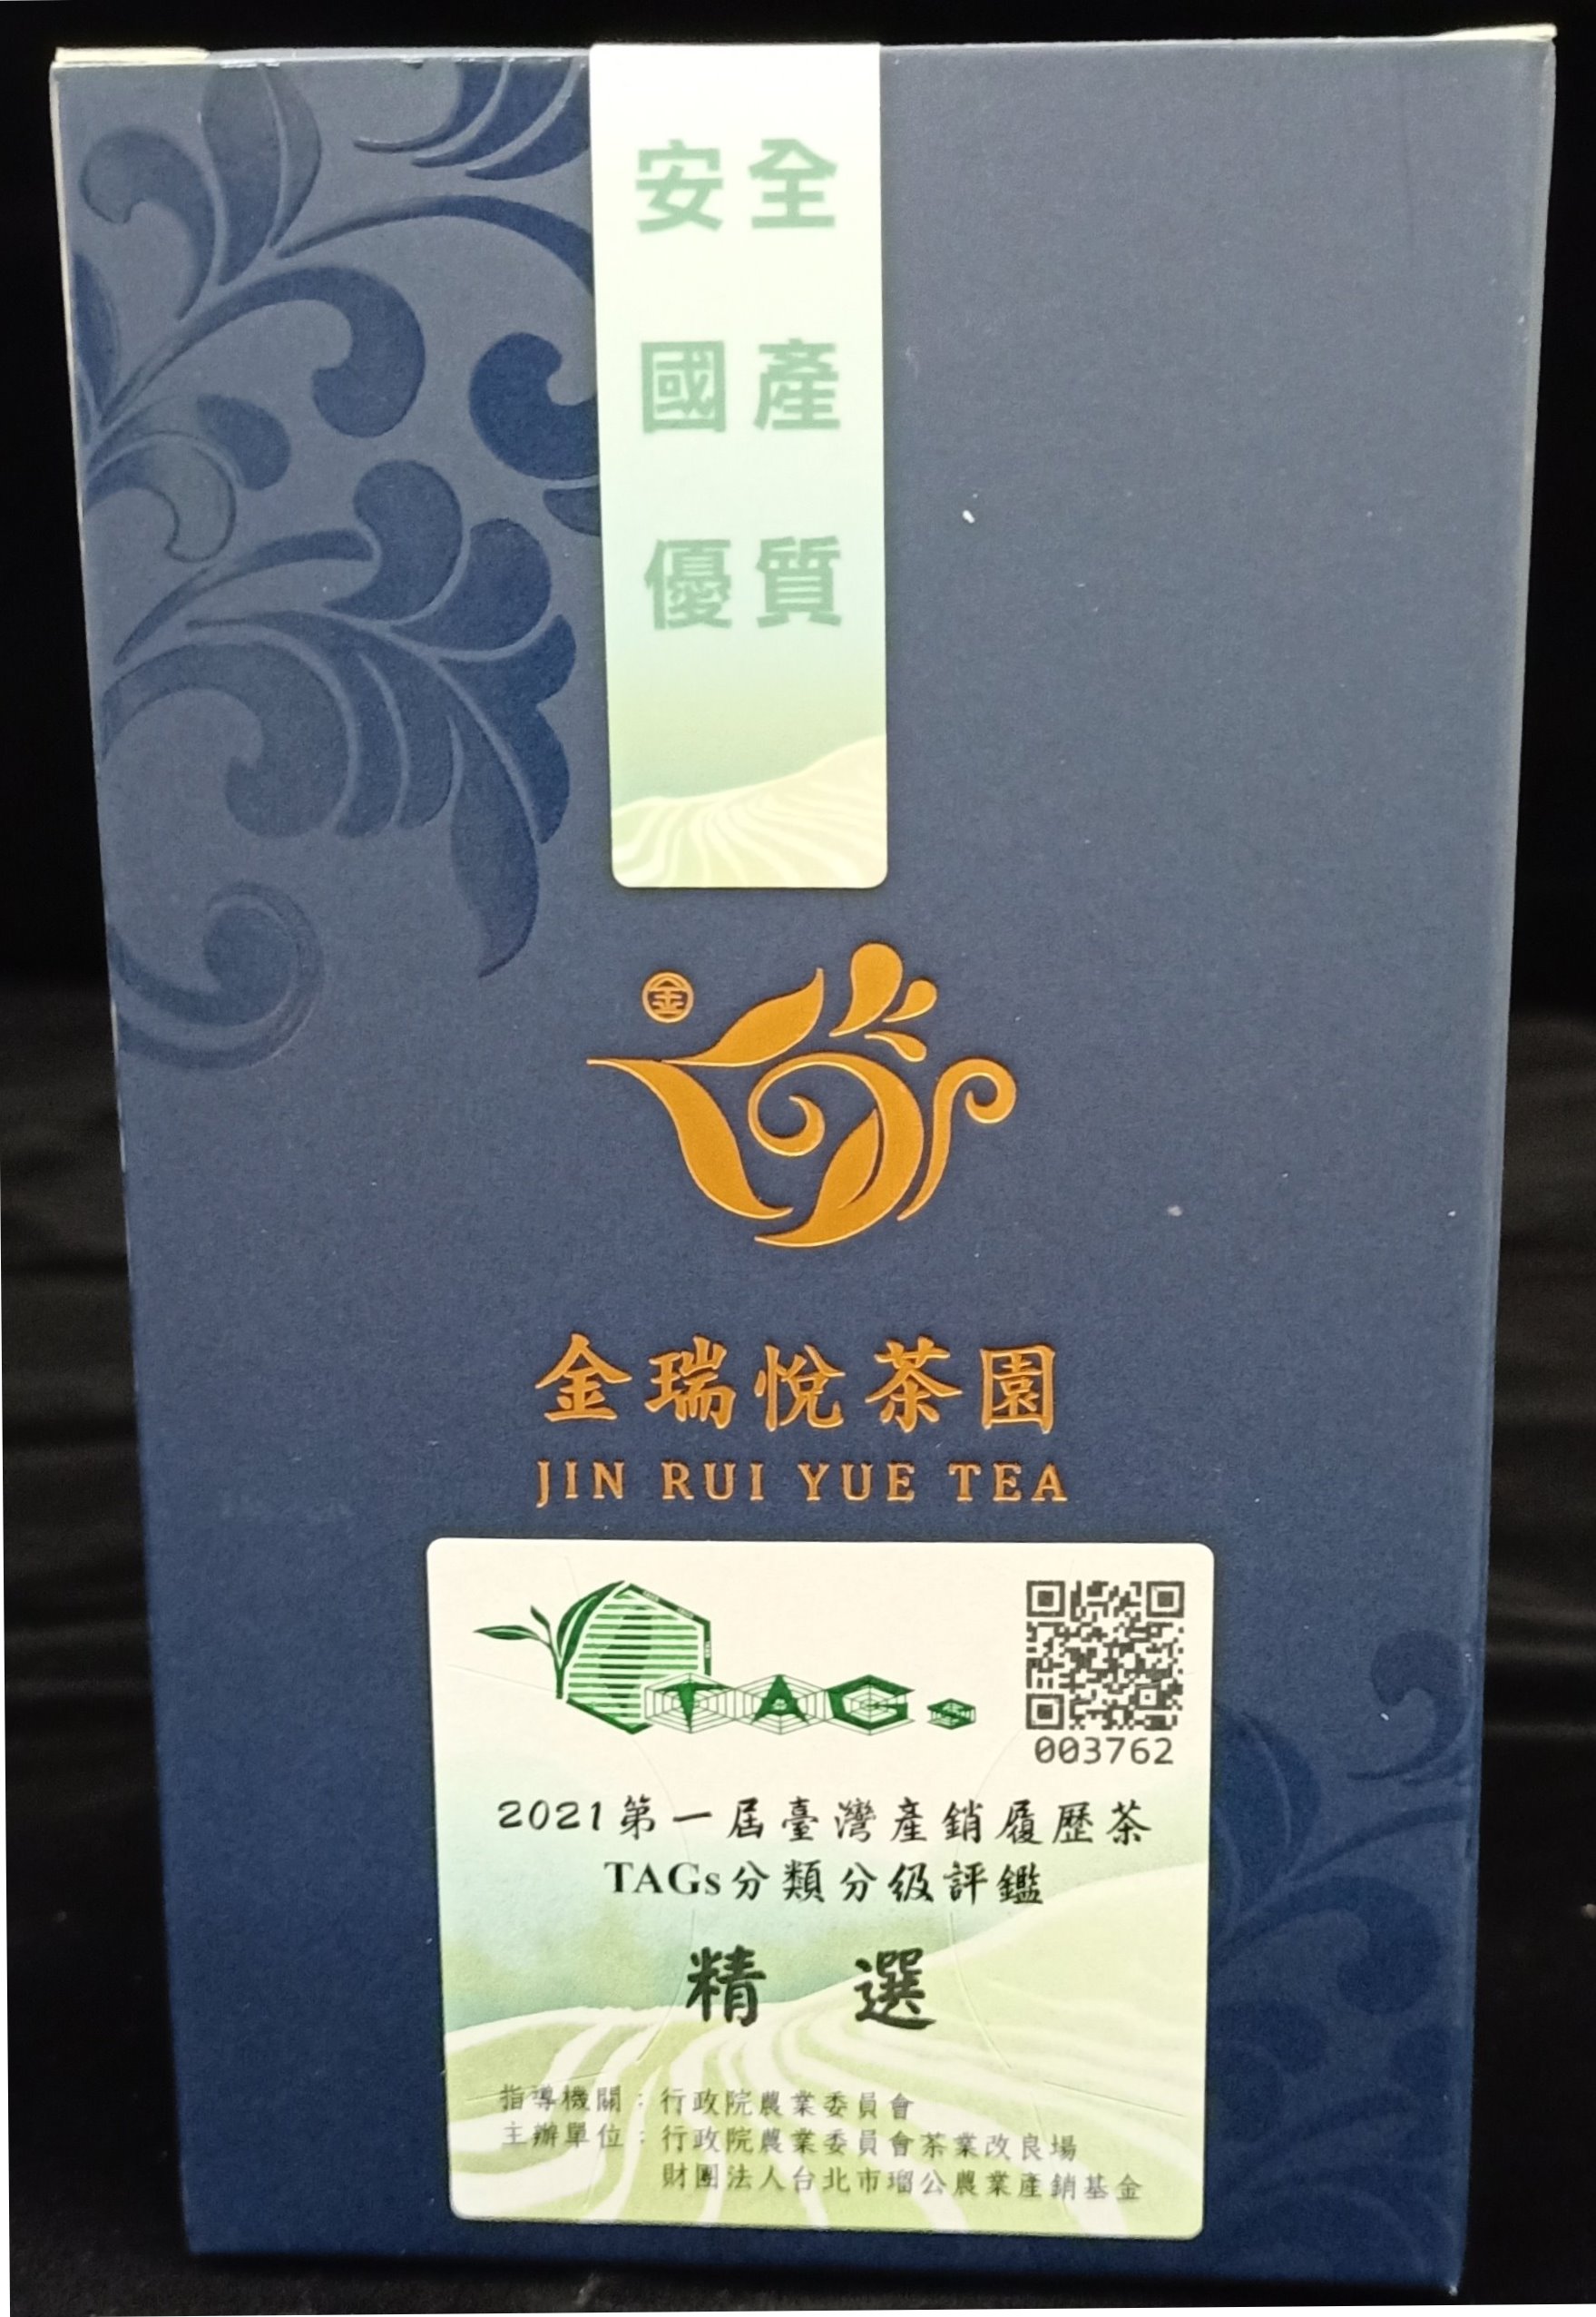 安全
國產
優質
金
金瑞悅茶園
JIN RUI YUE TEA
TAGs
003762
2021第一屆臺灣產銷履歷茶
TAGs分類分級評鑑
精選
指導機關：行政院農業委員會
主辦單位：行政院農業委員會茶業改良場
財團法人台北市瑠公農業產銷基金